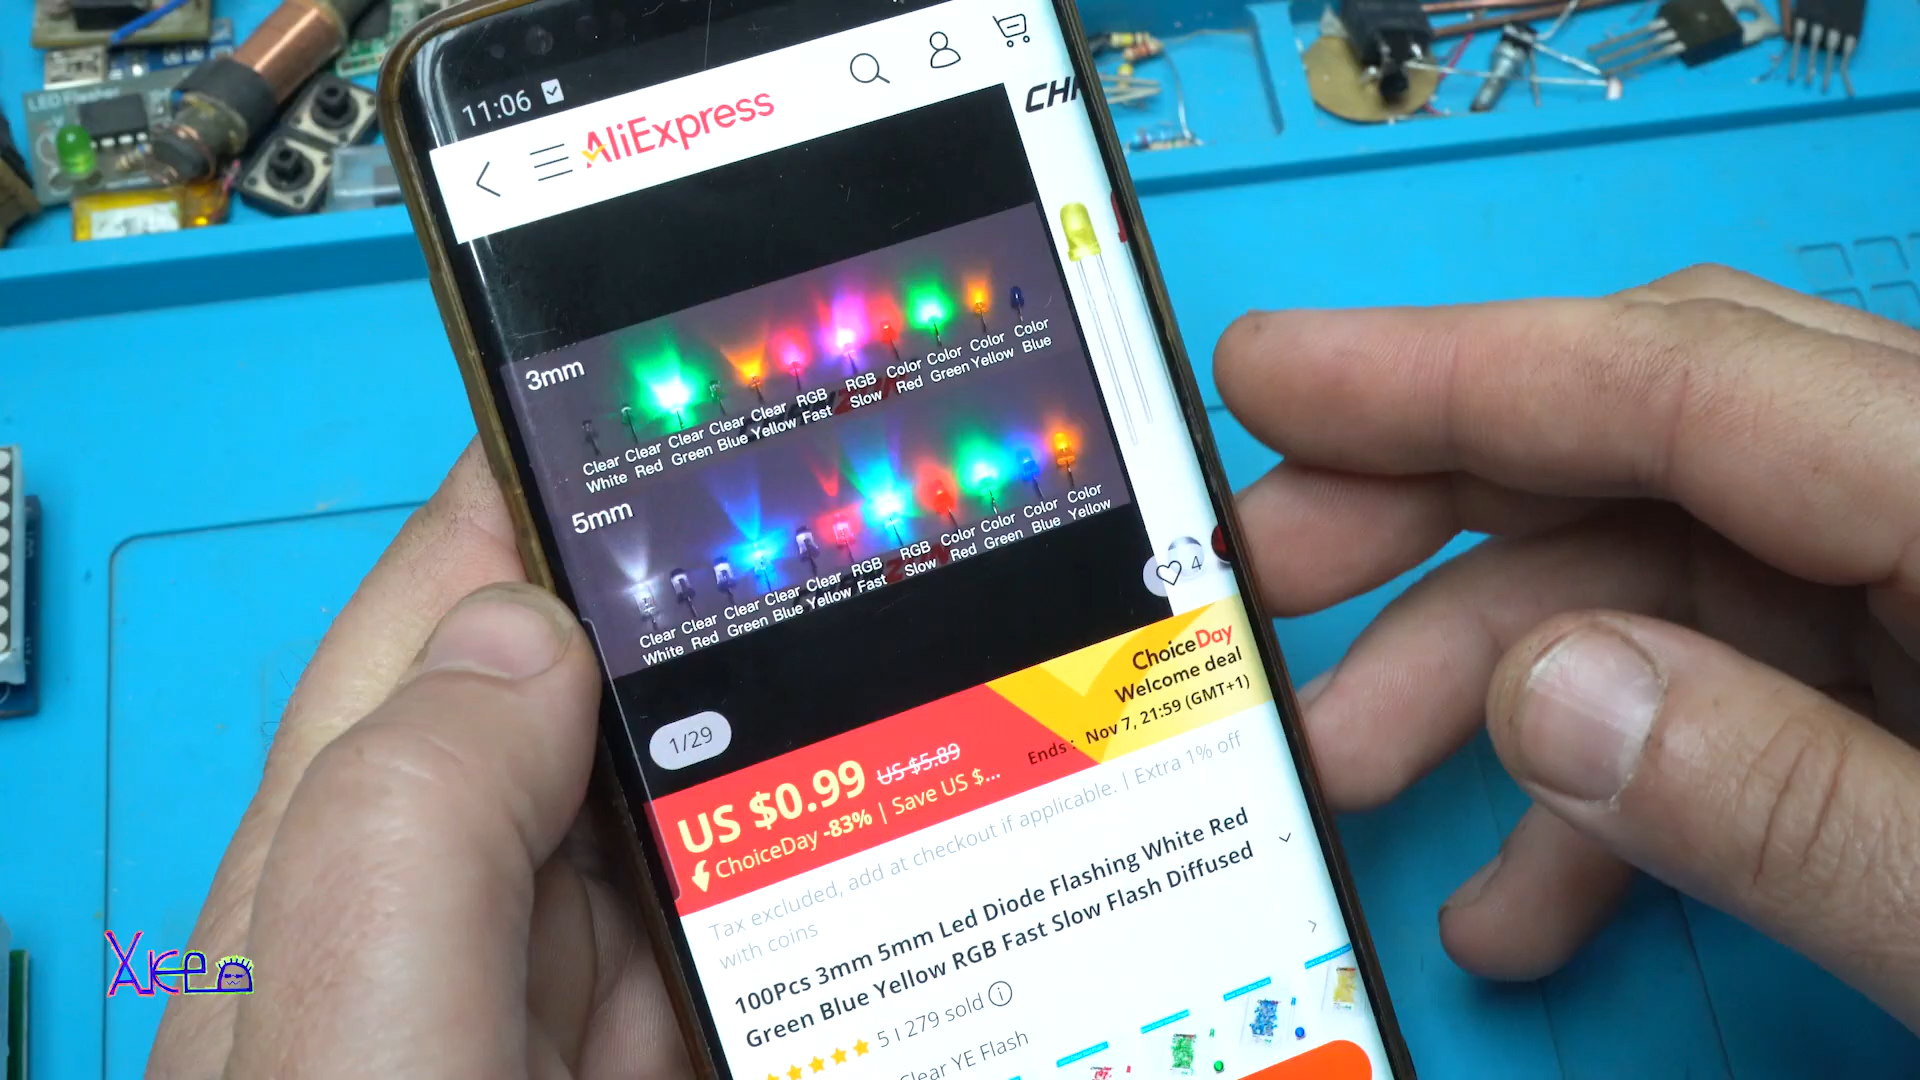 LED Flasher
11:06
AliExpress
3mm
Clear White
Clear Red
Clear Green
Clear Blue
Clear Yellow
RGB Fast
RGB Slow
Color Red
Color Green
Color Yellow
Color Blue
5mm
Clear White
Clear Red
Clear Green
Clear Blue
Clear Yellow
RGB Fast
RGB Slow
Color Red
Color Green
Color Blue
Color Yellow
4
1/29
ChoiceDay
Welcome deal
Ends: Nov 7, 21:59 (GMT+1)
US $0.99 US $5.89
ChoiceDay -83% | Save US $...
Tax excluded, add at checkout if applicable. | Extra 1% off
with coins
100Pcs 3mm 5mm Led Diode Flashing White Red
Green Blue Yellow RGB Fast Slow Flash Diffused
5 | 279 sold
Clear YE Flash